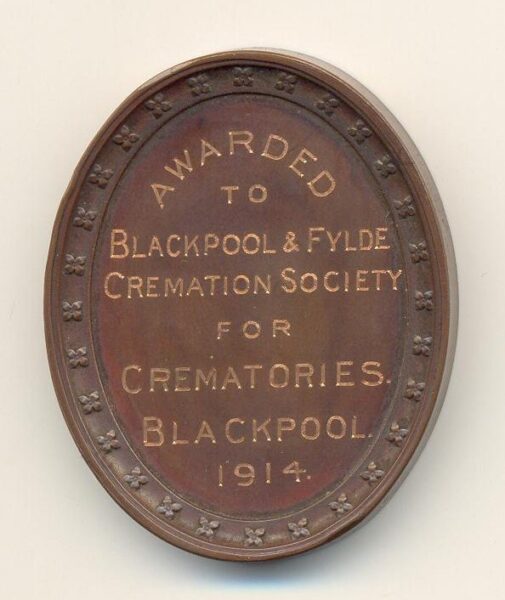 AWARDED
TO
BLACKPOOL & FYLDE
CREMATION SOCIETY
FOR
CREMATORIES.
BLACKPOOL.
1914.